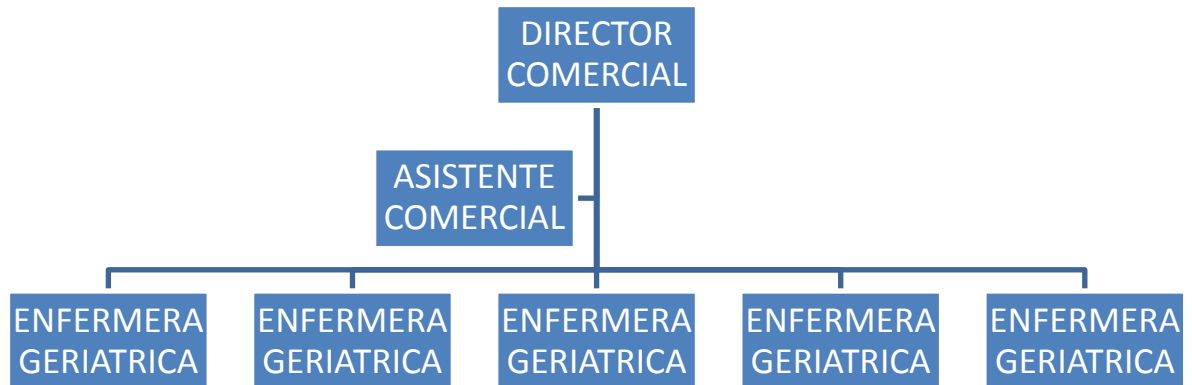 DIRECTOR
COMERCIAL
ASISTENTE
COMERCIAL
ENFERMERA
GERIATRICA
ENFERMERA
GERIATRICA
ENFERMERA
GERIATRICA
ENFERMERA
GERIATRICA
ENFERMERA
GERIATRICA